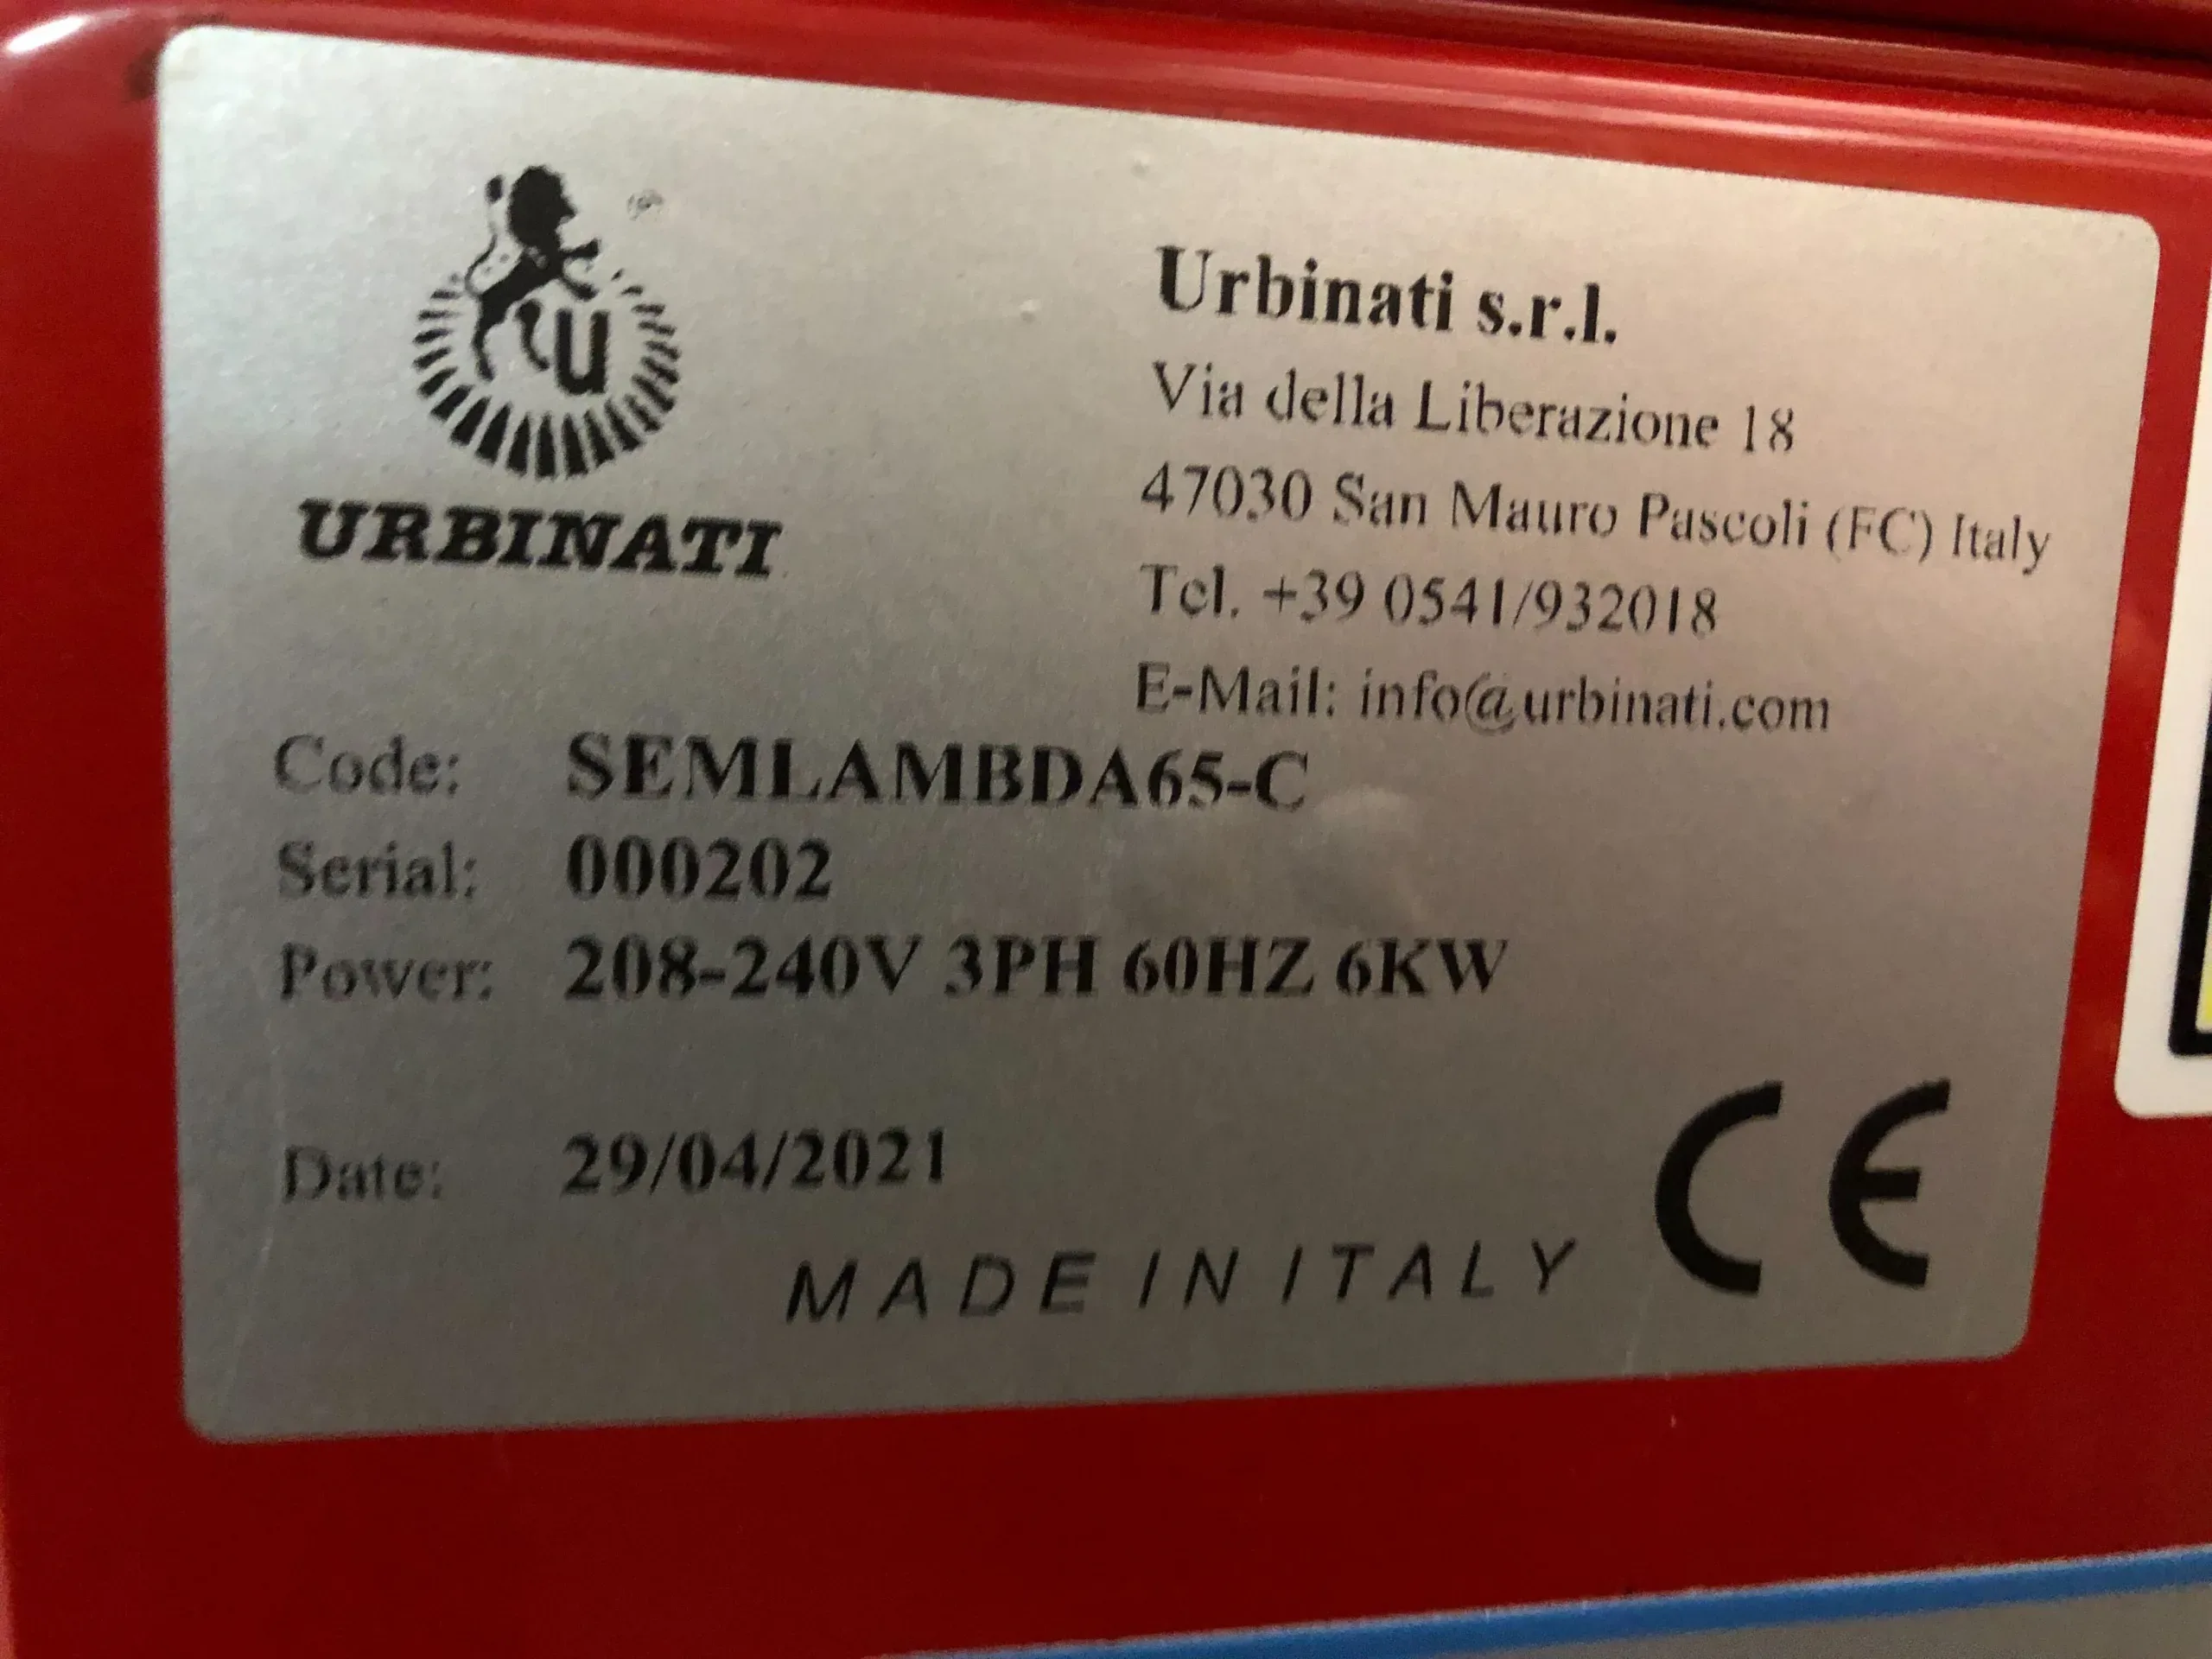 U
URBINATI
Urbinati s.r.l.
Via della Liberazione 18
47030 San Mauro Pascoli (FC) Italy
Tel. +39 0541/932018
E-Mail: info@urbinati.com
Code: SEMLAMBDA65-C
Serial: 000202
Power: 208-240V 3PH 60HZ 6KW
Date: 29/04/2021
MADE IN ITALY
CE